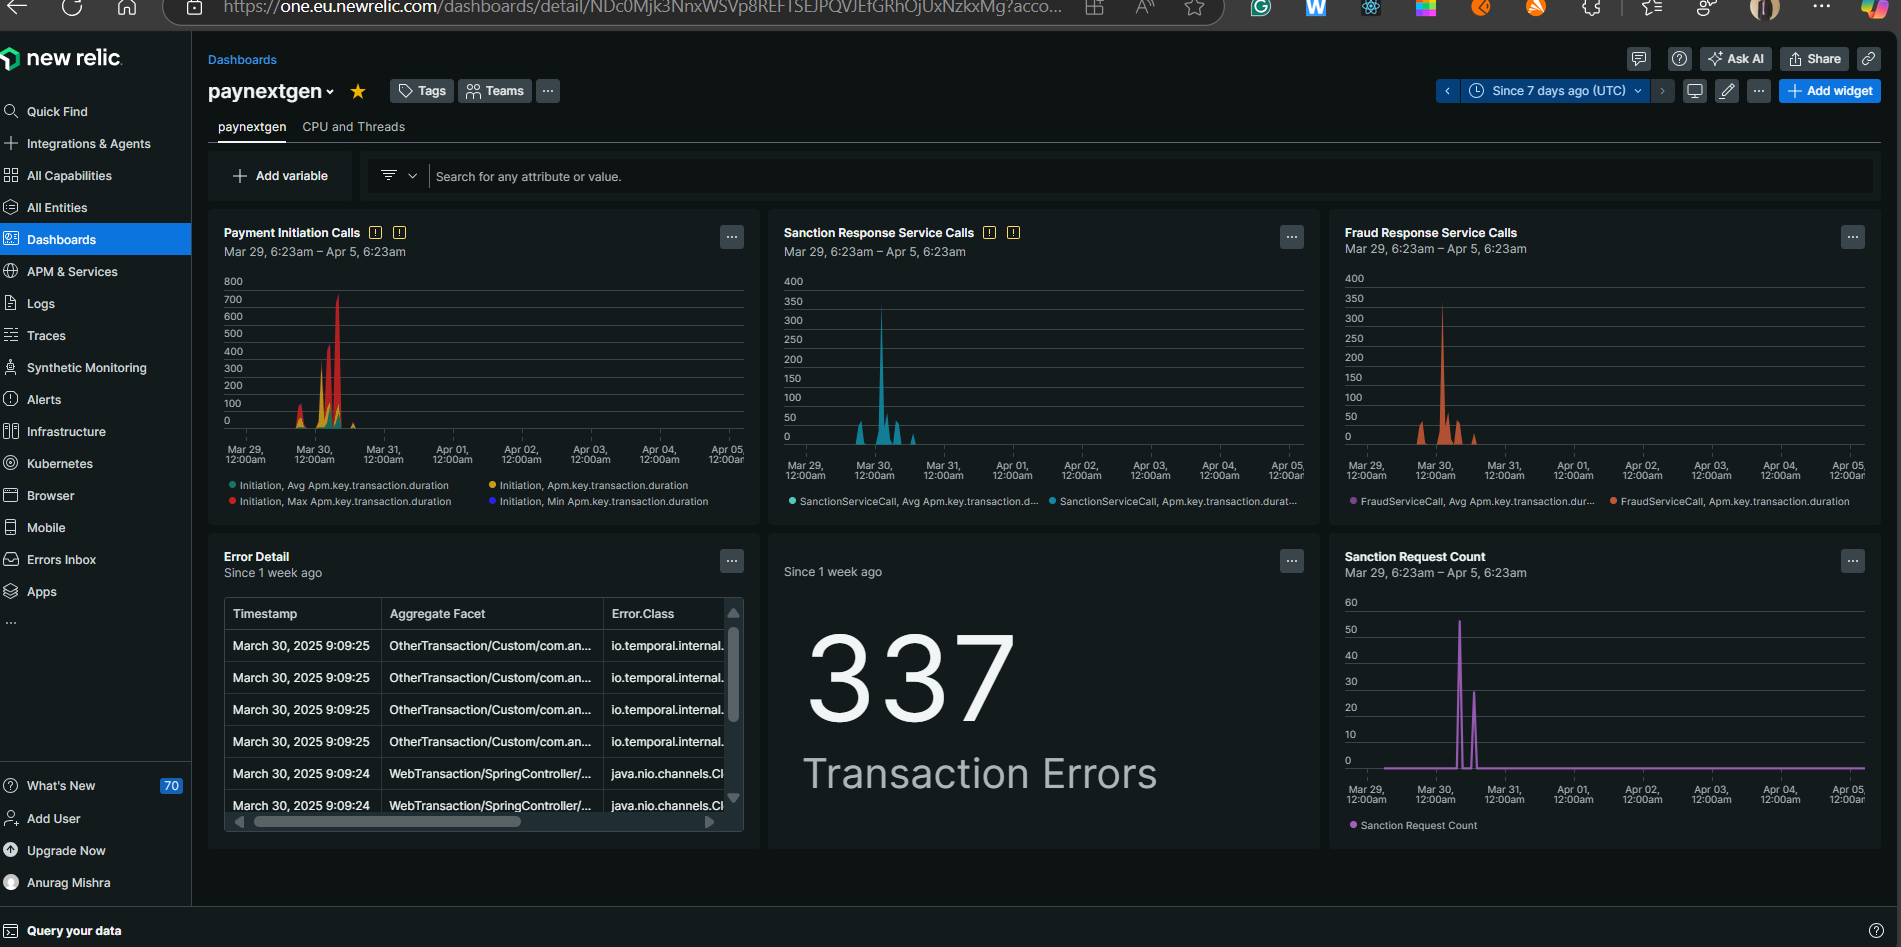 https://one.eu.newrelic.com/dashboards/detail/
new relic
Quick Find
Integrations & Agents
All Capabilities
All Entities
Dashboards
APM & Services
Logs
Traces
Synthetic Monitoring
Alerts
Infrastructure
Kubernetes
Browser
Mobile
Errors Inbox
Apps
...
What's New 70
Add User
Upgrade Now
Anurag Mishra
Query your data
Dashboards
Ask AI Share
paynextgen Tags Teams ...
Since 7 days ago (UTC) ... Add widget
paynextgen CPU and Threads
Add variable Search for any attribute or value.
Payment Initiation Calls
Mar 29, 6:23am – Apr 5, 6:23am
800
700
600
500
400
300
200
100
0
Mar 29, Mar 30, Mar 31, Apr 01, Apr 02, Apr 03, Apr 04, Apr 05,
12:00am 12:00am 12:00am 12:00am 12:00am 12:00am 12:00am 12:00am
Initiation, Avg Apm.key.transaction.duration Initiation, Apm.key.transaction.duration
Initiation, Max Apm.key.transaction.duration Initiation, Min Apm.key.transaction.duration
Sanction Response Service Calls
Mar 29, 6:23am – Apr 5, 6:23am
400
350
300
250
200
150
100
50
0
Mar 29, Mar 30, Mar 31, Apr 01, Apr 02, Apr 03, Apr 04, Apr 05,
12:00am 12:00am 12:00am 12:00am 12:00am 12:00am 12:00am 12:00am
SanctionServiceCall, Avg Apm.key.transaction.d... SanctionServiceCall, Apm.key.transaction.durat...
Fraud Response Service Calls
Mar 29, 6:23am – Apr 5, 6:23am
400
350
300
250
200
150
100
50
0
Mar 29, Mar 30, Mar 31, Apr 01, Apr 02, Apr 03, Apr 04, Apr 05,
12:00am 12:00am 12:00am 12:00am 12:00am 12:00am 12:00am 12:00am
FraudServiceCall, Avg Apm.key.transaction.dur... FraudServiceCall, Apm.key.transaction.duration
Error Detail
Since 1 week ago
Timestamp Aggregate Facet Error.Class
March 30, 2025 9:09:25 OtherTransaction/Custom/com.an... io.temporal.internal.
March 30, 2025 9:09:25 OtherTransaction/Custom/com.an... io.temporal.internal.
March 30, 2025 9:09:25 OtherTransaction/Custom/com.an... io.temporal.internal.
March 30, 2025 9:09:25 OtherTransaction/Custom/com.an... io.temporal.internal.
March 30, 2025 9:09:24 WebTransaction/SpringController/... java.nio.channels.Cl
March 30, 2025 9:09:24 WebTransaction/SpringController/... java.nio.channels.Cl
Since 1 week ago
337
Transaction Errors
Sanction Request Count
Mar 29, 6:23am – Apr 5, 6:23am
60
50
40
30
20
10
0
Mar 29, Mar 30, Mar 31, Apr 01, Apr 02, Apr 03, Apr 04, Apr 05,
12:00am 12:00am 12:00am 12:00am 12:00am 12:00am 12:00am 12:00am
Sanction Request Count